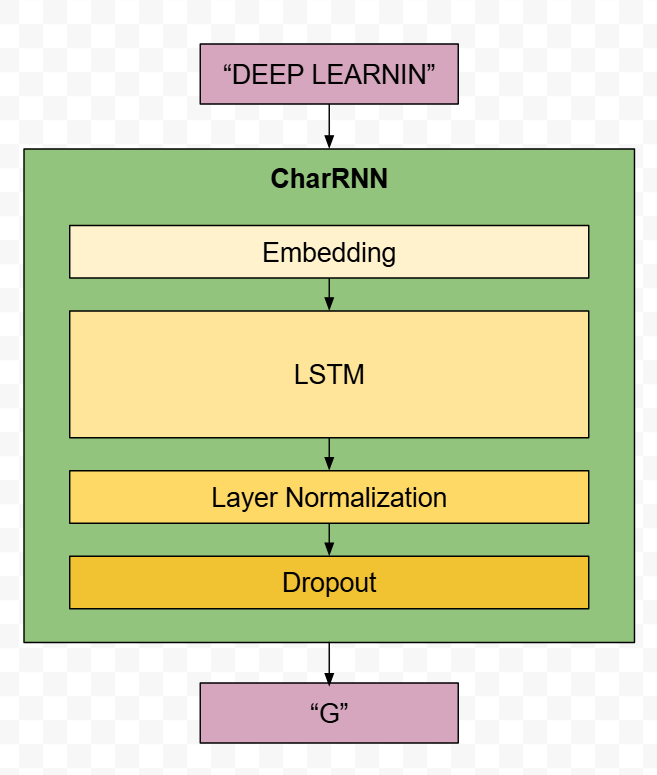 “DEEP LEARNIN”
CharRNN
Embedding
LSTM
Layer Normalization
Dropout
“G”